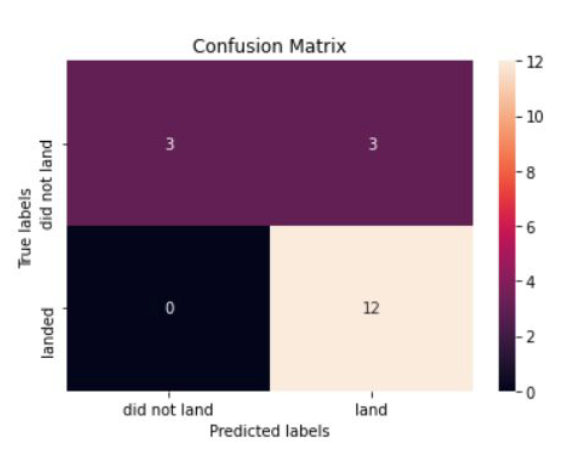 Confusion Matrix
True labels
did not land
landed
3 3
0 12
did not land land
Predicted labels
12
10
8
6
4
2
0